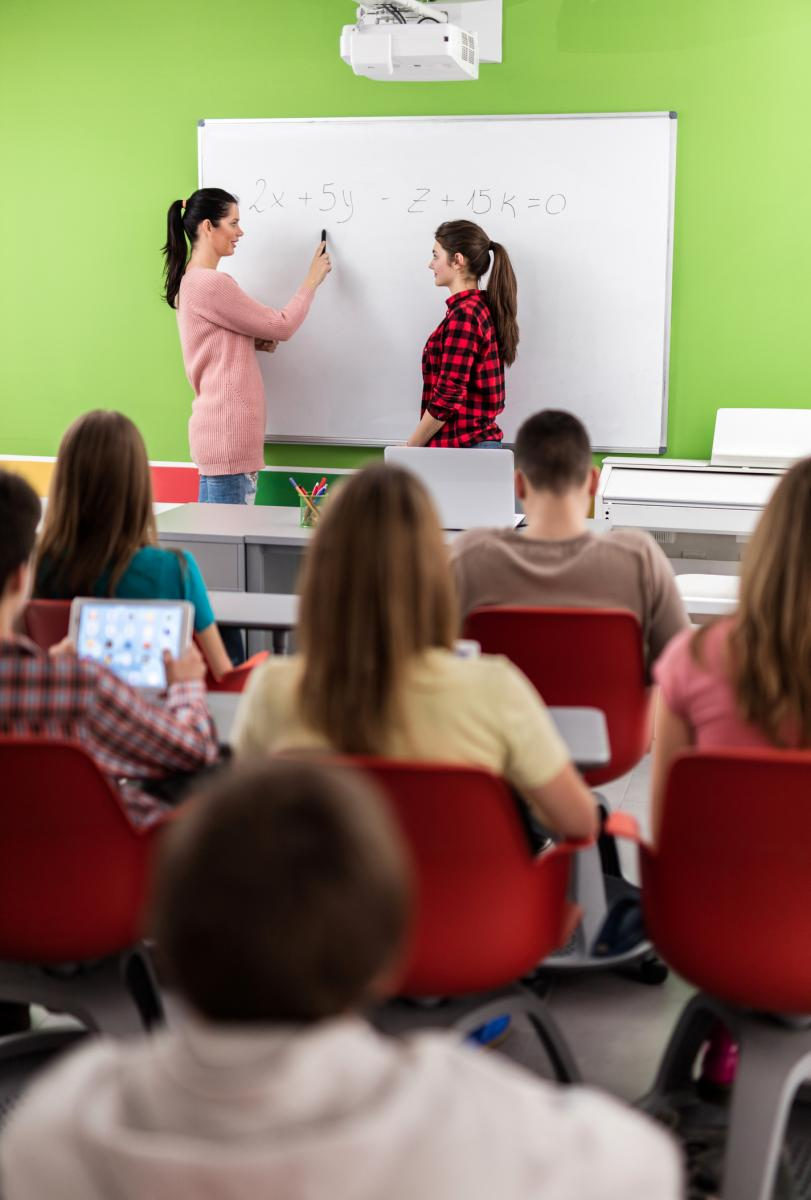 2x + 5y - z + 15k = 0